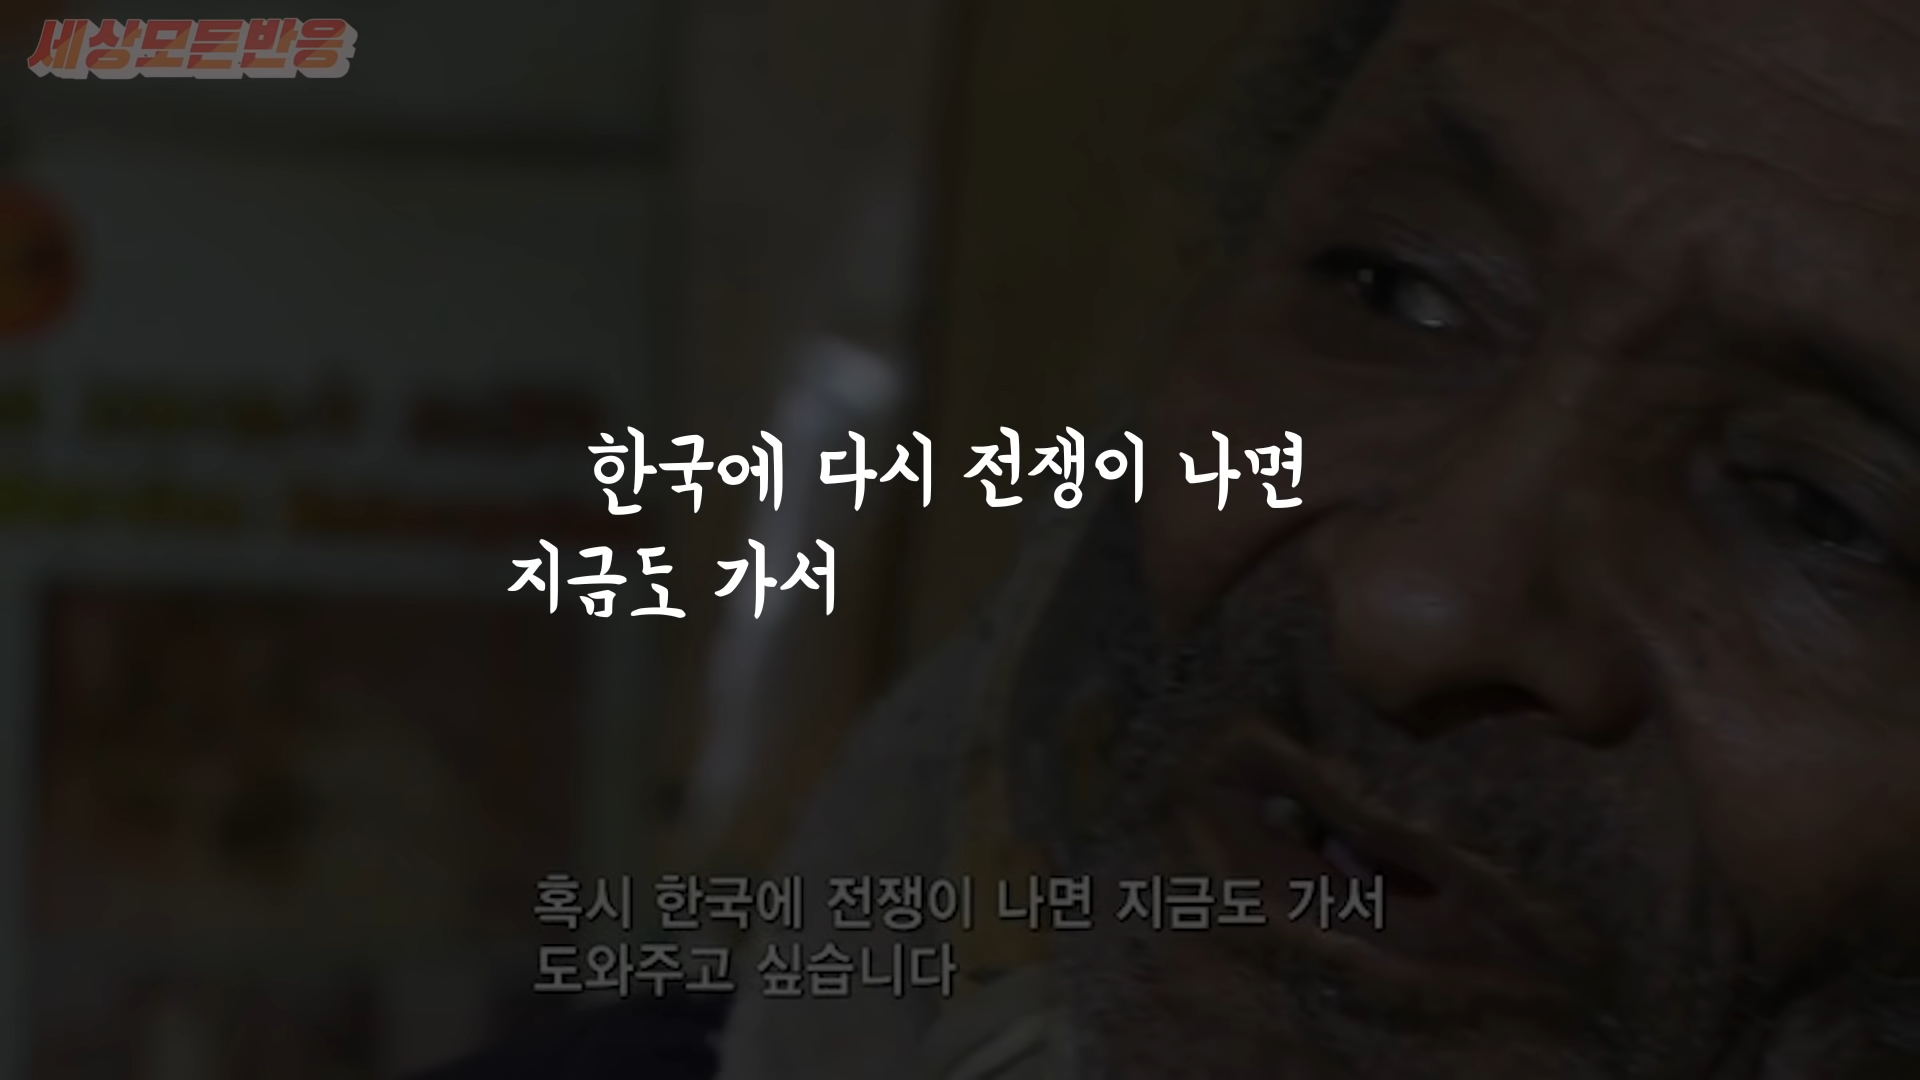 세상모든반응
한국에 다시 전쟁이 나면
지금도 가서
혹시 한국에 전쟁이 나면 지금도 가서
도와주고 싶습니다